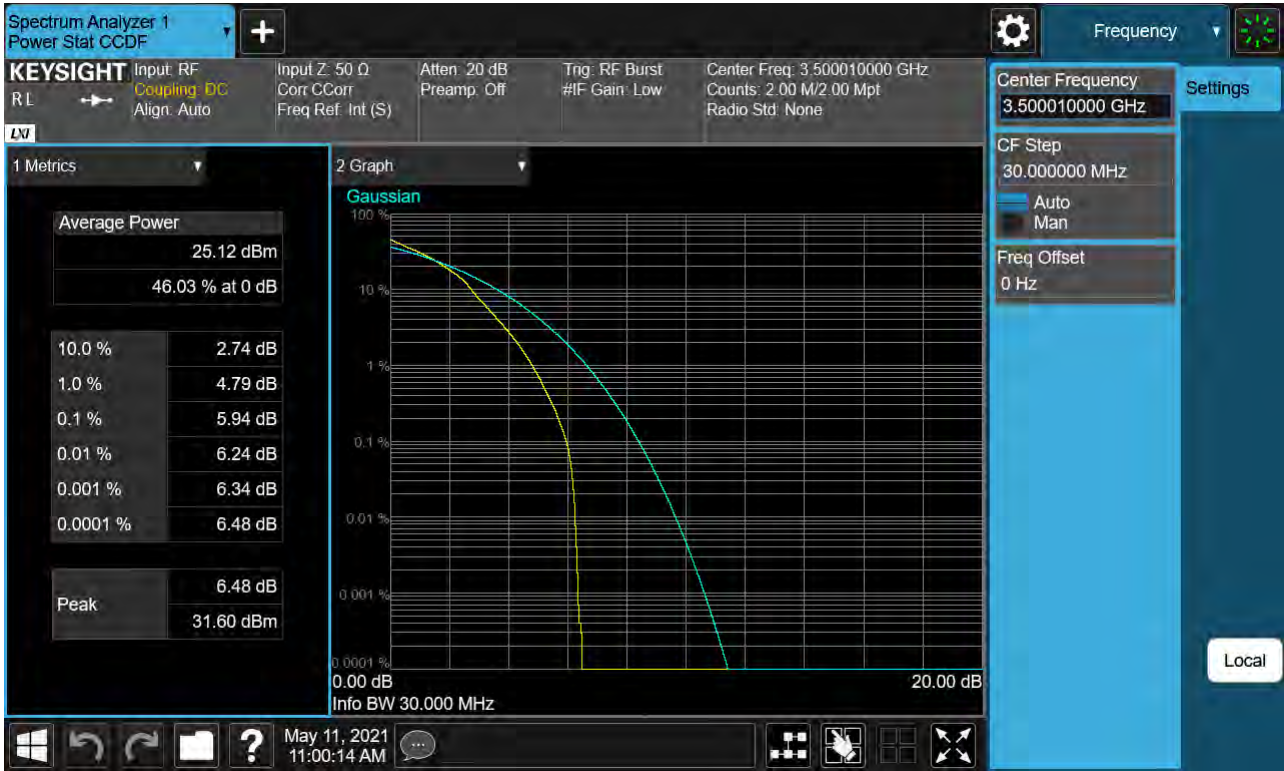 Spectrum Analyzer 1
Power Stat CCDF
+
Frequency
KEYSIGHT
RL
LXI
Input: RF
Coupling: DC
Align: Auto
Input Z: 50 Ω
Corr CCorr
Freq Ref: Int (S)
Atten: 20 dB
Preamp: Off
Trig: RF Burst
#IF Gain: Low
Center Freq: 3.500010000 GHz
Counts: 2.00 M/2.00 Mpt
Radio Std: None
Center Frequency
3.500010000 GHz
Settings
CF Step
30.000000 MHz
Auto
Man
Freq Offset
0 Hz
1 Metrics
Average Power
25.12 dBm
46.03 % at 0 dB
10.0 % 2.74 dB
1.0 % 4.79 dB
0.1 % 5.94 dB
0.01 % 6.24 dB
0.001 % 6.34 dB
0.0001 % 6.48 dB
Peak 6.48 dB
31.60 dBm
2 Graph
Gaussian
100 %
10 %
1 %
0.1 %
0.01 %
0.001 %
0.0001 %
0.00 dB 20.00 dB
Info BW 30.000 MHz
Local
?
May 11, 2021
11:00:14 AM